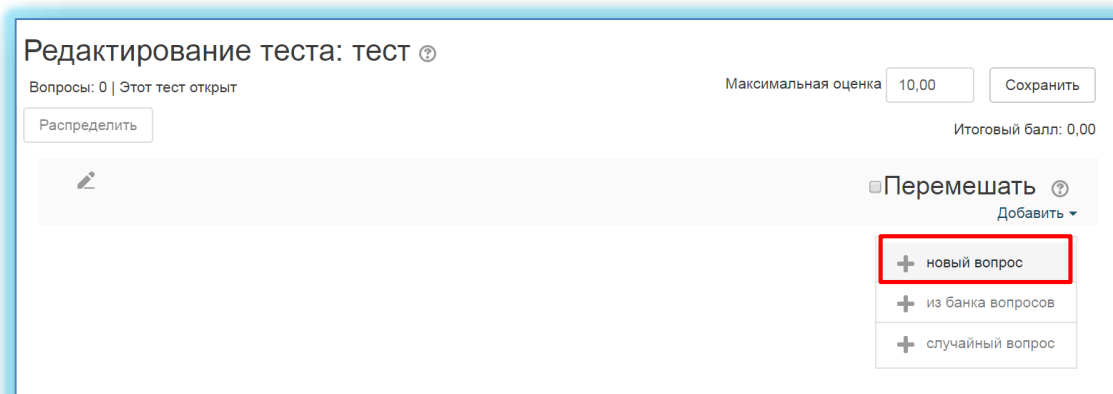 Редактирование теста: тест
Вопросы: 0 | Этот тест открыт
Максимальная оценка 10,00 Сохранить
Распределить
Итоговый балл: 0,00
Перемешать
Добавить
новый вопрос
из банка вопросов
случайный вопрос